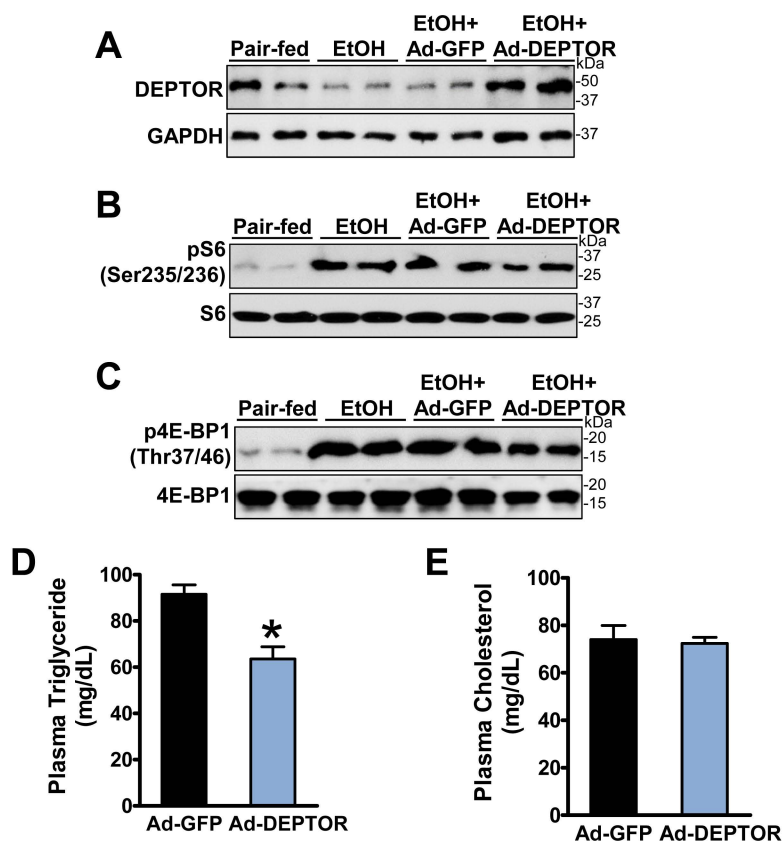 A
Pair-fed EtOH EtOH+ Ad-GFP EtOH+ Ad-DEPTOR
kDa
DEPTOR
-50
-37
GAPDH
-37
B
Pair-fed EtOH EtOH+ Ad-GFP EtOH+ Ad-DEPTOR
kDa
pS6
(Ser235/236)
-37
-25
S6
-37
-25
C
Pair-fed EtOH EtOH+ Ad-GFP EtOH+ Ad-DEPTOR
kDa
p4E-BP1
(Thr37/46)
-20
-15
4E-BP1
-20
-15
D
Plasma Triglyceride
(mg/dL)
100
80
60
40
20
0
*
Ad-GFP Ad-DEPTOR
E
Plasma Cholesterol
(mg/dL)
100
80
60
40
20
0
Ad-GFP Ad-DEPTOR